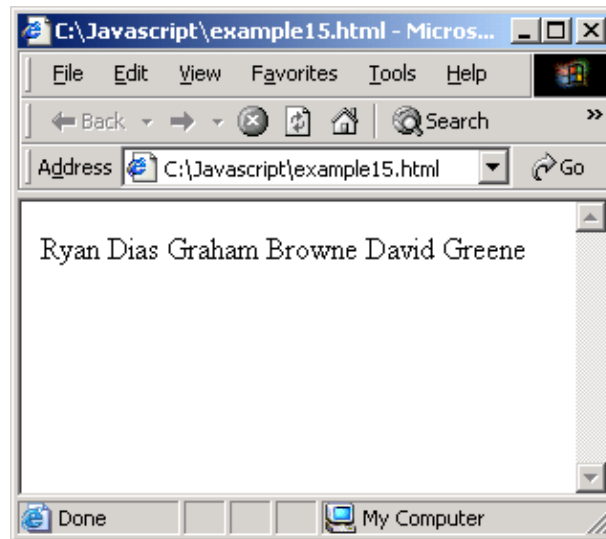 C:\Javascript\example15.html - Micros...
File Edit View Favorites Tools Help
Back Search »
Address C:\Javascript\example15.html Go
Ryan Dias Graham Browne David Greene
Done My Computer